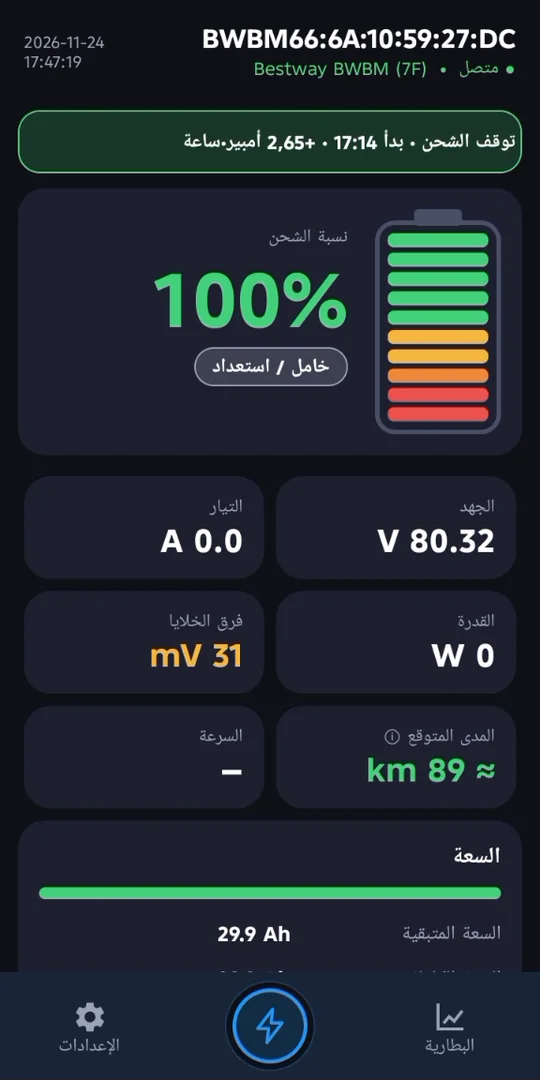 BWBM66:6A:10:59:27:DC
2026-11-24
17:47:19
● متصل • Bestway BWBM (7F)
توقف الشحن • بدأ 17:14 • +2,65 أمبير•ساعة
نسبة الشحن
100%
خامل / استعداد
الجهد
80.32 V
التيار
0.0 A
القدرة
0 W
فرق الخلايا
31 mV
المدى المتوقع ⓘ
≈ 89 km
السرعة
–
السعة
السعة المتبقية
29.9 Ah
البطارية
الإعدادات